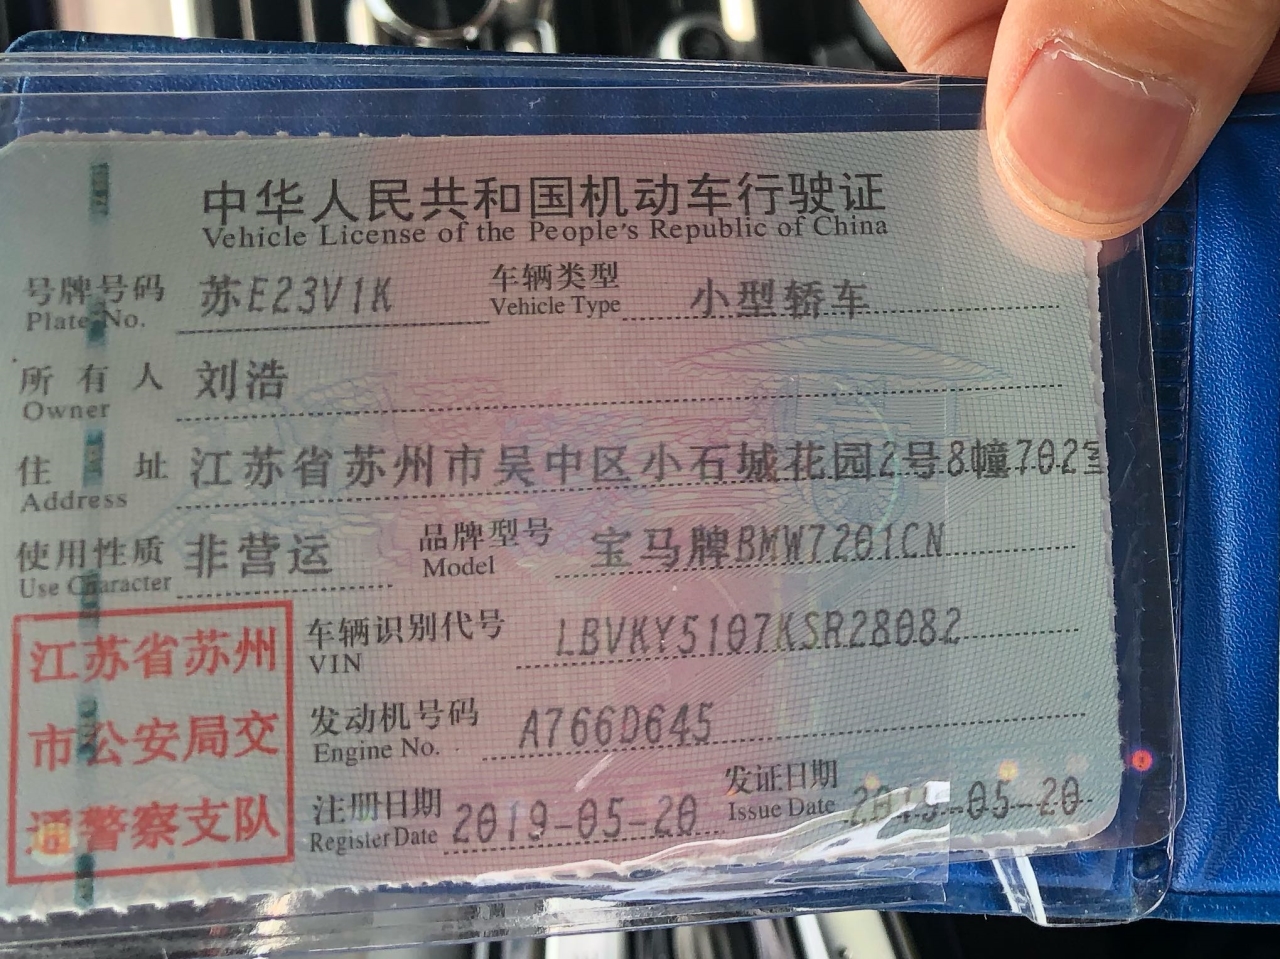 中华人民共和国机动车行驶证
Vehicle License of the People's Republic of China
号牌号码 苏E23V1K 车辆类型 小型轿车
Plate No. Vehicle Type
所有人 刘浩
Owner
住址 江苏省苏州市吴中区小石城花园2号8幢702室
Address
使用性质 非营运 品牌型号 宝马牌BMW7201CN
Use Character Model
车辆识别代号 LBVKY5107KSR28082
VIN
发动机号码 A766D645
Engine No.
注册日期 2019-05-20 发证日期 2019-05-20
Register Date Issue Date
江苏省苏州
市公安局交
通警察支队